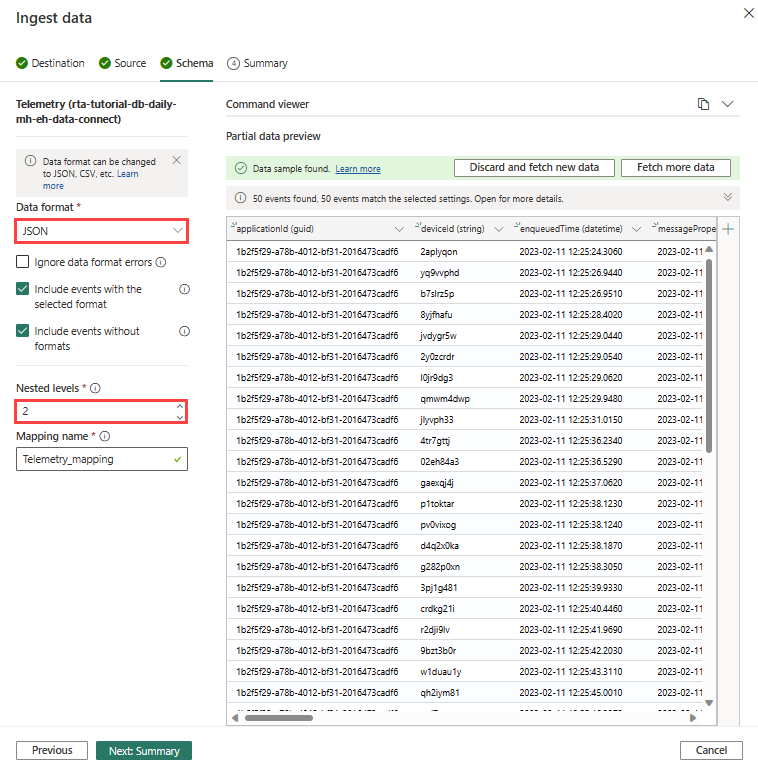 Ingest data
Destination
Source
Schema
4 Summary
Telemetry (rta-tutorial-db-daily-
mh-eh-data-connect)
Data format can be changed
to JSON, CSV, etc. Learn
more
Data format *
JSON
Ignore data format errors
Include events with the
selected format
Include events without
formats
Nested levels *
2
Mapping name *
Telemetry_mapping
Command viewer
Partial data preview
Data sample found. Learn more
Discard and fetch new data
Fetch more data
50 events found, 50 events match the selected settings. Open for more details.
applicationId (guid) deviceId (string) enqueuedTime (datetime) messagePrope
1b2f5f29-a78b-4012-bf31-2016473cadf6 2aplyqon 2023-02-11 12:25:24.3060 2023-02-11
1b2f5f29-a78b-4012-bf31-2016473cadf6 yq9vvphd 2023-02-11 12:25:26.9440 2023-02-11
1b2f5f29-a78b-4012-bf31-2016473cadf6 b7slrz5p 2023-02-11 12:25:26.9510 2023-02-11
1b2f5f29-a78b-4012-bf31-2016473cadf6 8yjfhafu 2023-02-11 12:25:28.4020 2023-02-11
1b2f5f29-a78b-4012-bf31-2016473cadf6 jvdygr5w 2023-02-11 12:25:29.0440 2023-02-11
1b2f5f29-a78b-4012-bf31-2016473cadf6 2y0zcrdr 2023-02-11 12:25:29.0540 2023-02-11
1b2f5f29-a78b-4012-bf31-2016473cadf6 l0jr9dg3 2023-02-11 12:25:29.0620 2023-02-11
1b2f5f29-a78b-4012-bf31-2016473cadf6 qmwm4dwp 2023-02-11 12:25:29.9480 2023-02-11
1b2f5f29-a78b-4012-bf31-2016473cadf6 jlyvph33 2023-02-11 12:25:31.0150 2023-02-11
1b2f5f29-a78b-4012-bf31-2016473cadf6 4tr7gttj 2023-02-11 12:25:36.2340 2023-02-11
1b2f5f29-a78b-4012-bf31-2016473cadf6 02eh84a3 2023-02-11 12:25:36.5290 2023-02-11
1b2f5f29-a78b-4012-bf31-2016473cadf6 gaexqj4j 2023-02-11 12:25:37.0620 2023-02-11
1b2f5f29-a78b-4012-bf31-2016473cadf6 p1toktar 2023-02-11 12:25:38.1230 2023-02-11
1b2f5f29-a78b-4012-bf31-2016473cadf6 pv0vixog 2023-02-11 12:25:38.1240 2023-02-11
1b2f5f29-a78b-4012-bf31-2016473cadf6 d4q2x0ka 2023-02-11 12:25:38.1870 2023-02-11
1b2f5f29-a78b-4012-bf31-2016473cadf6 g282p0xn 2023-02-11 12:25:38.3050 2023-02-11
1b2f5f29-a78b-4012-bf31-2016473cadf6 3pj1g481 2023-02-11 12:25:39.9330 2023-02-11
1b2f5f29-a78b-4012-bf31-2016473cadf6 crdkg21i 2023-02-11 12:25:40.4460 2023-02-11
1b2f5f29-a78b-4012-bf31-2016473cadf6 r2dji9lv 2023-02-11 12:25:41.9690 2023-02-11
1b2f5f29-a78b-4012-bf31-2016473cadf6 9bzt3b0r 2023-02-11 12:25:42.2030 2023-02-11
1b2f5f29-a78b-4012-bf31-2016473cadf6 w1duau1y 2023-02-11 12:25:43.3110 2023-02-11
1b2f5f29-a78b-4012-bf31-2016473cadf6 qh2iym81 2023-02-11 12:25:45.0010 2023-02-11
Previous
Next: Summary
Cancel